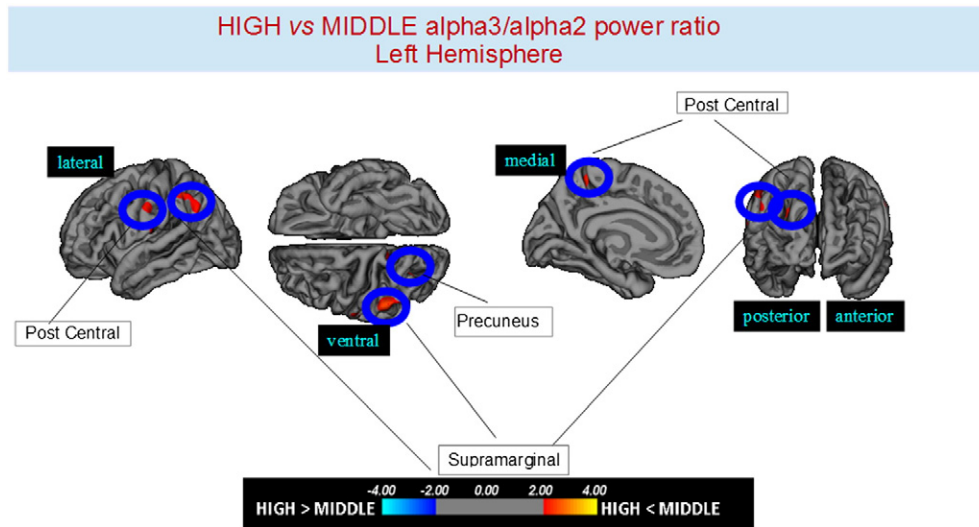 HIGH vs MIDDLE alpha3/alpha2 power ratio
Left Hemisphere
Post Central
lateral
medial
Post Central
Precuneus
ventral
posterior
anterior
Supramarginal
-4.00 -2.00 0.00 2.00 4.00
HIGH > MIDDLE HIGH < MIDDLE